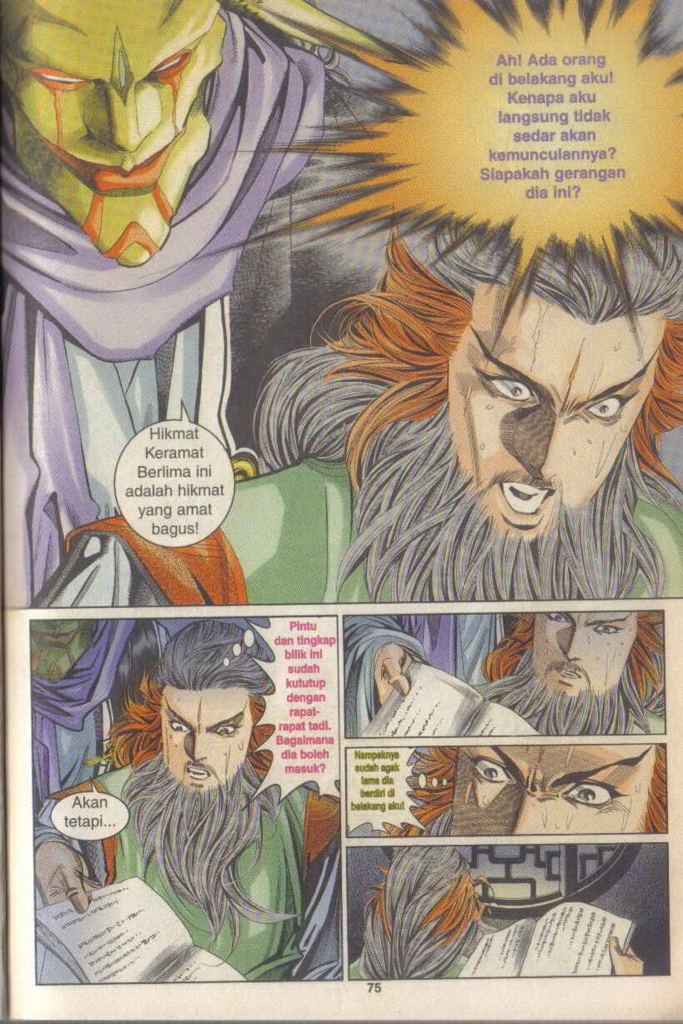 Ah! Ada orang
di belakang aku!
Kenapa aku
langsung tidak
sedar akan
kemunculannya?
Siapakah gerangan
dia ini?
Hikmat
Keramat
Berlima ini
adalah hikmat
yang amat
bagus!
Pintu
dan tingkap
bilik ini
sudah
kututup
dengan
rapat-
rapat tadi.
Bagaimana
dia boleh
masuk?
Akan
tetapi...
Nampaknya
sudah agak
lama dia
berdiri di
belakang aku!
75